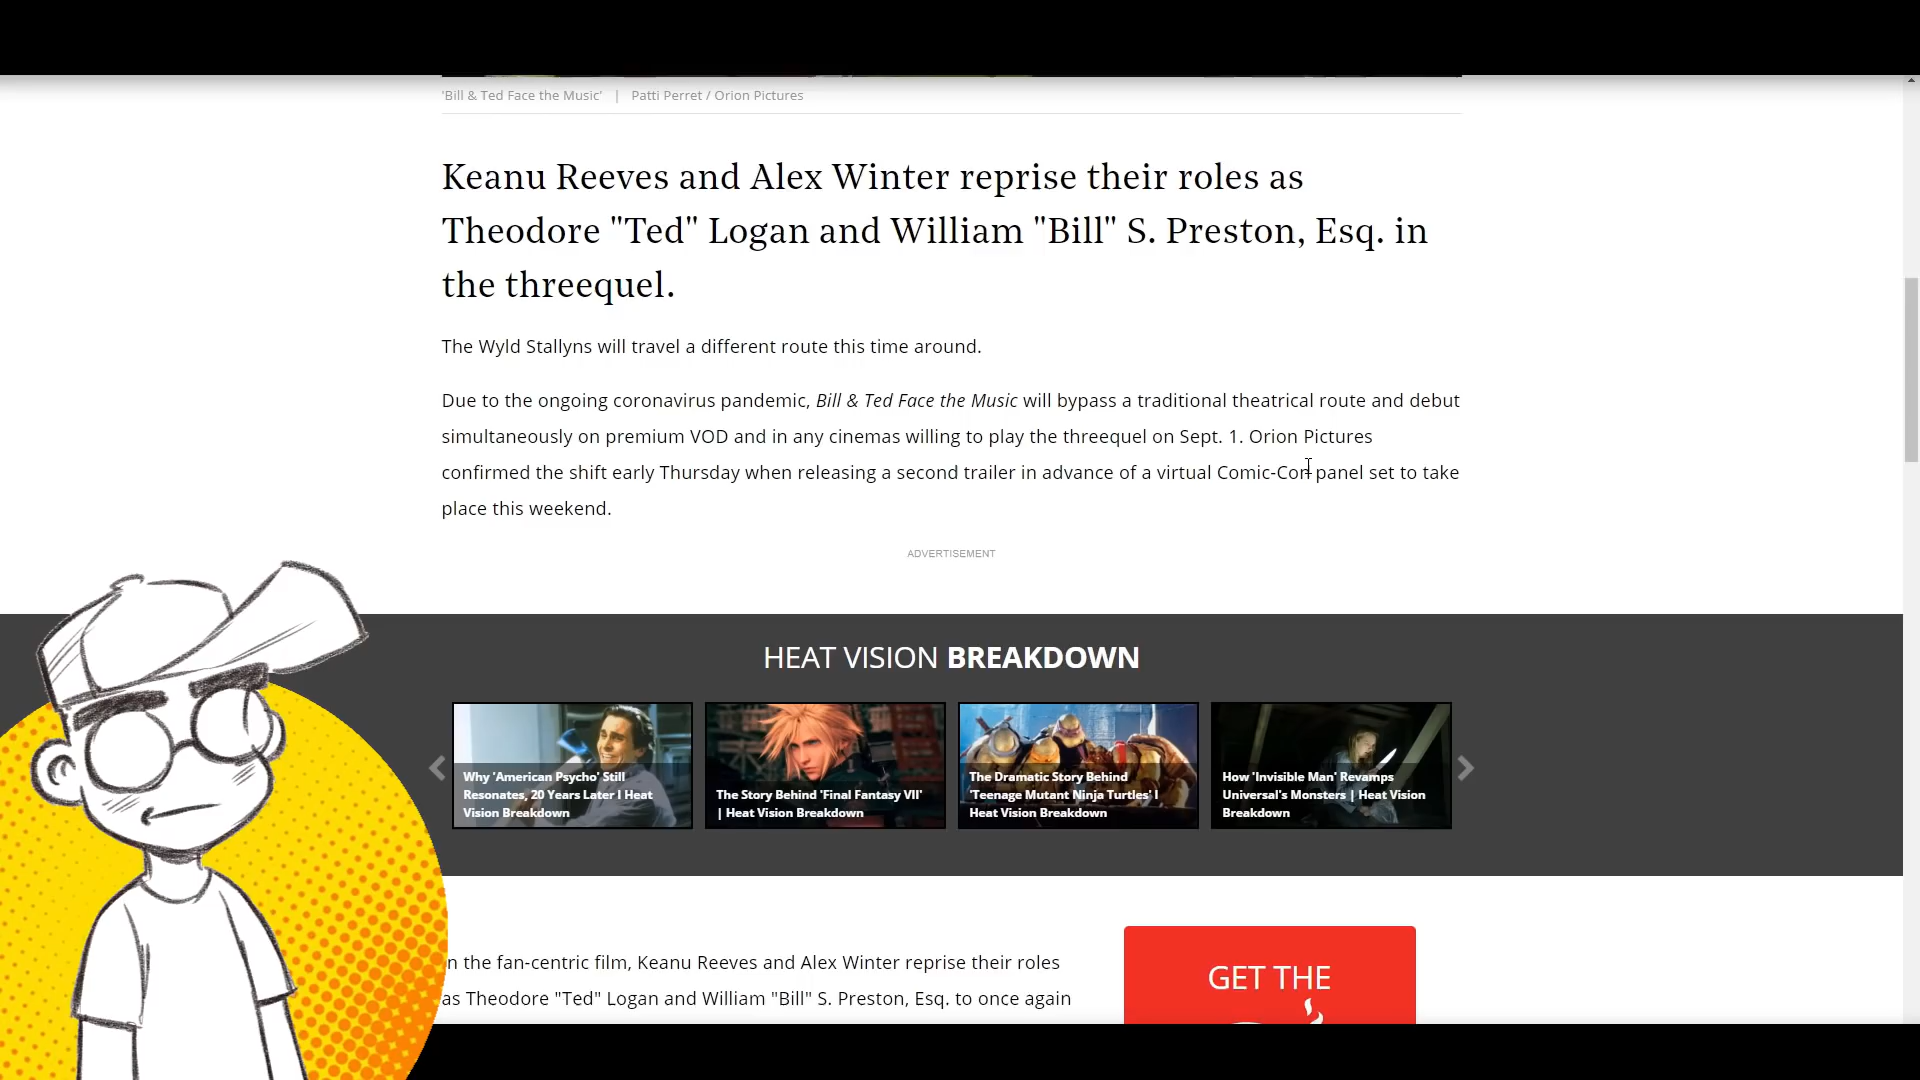 'Bill & Ted Face the Music' | Patti Perret / Orion Pictures
Keanu Reeves and Alex Winter reprise their roles as
Theodore "Ted" Logan and William "Bill" S. Preston, Esq. in
the threequel.
The Wyld Stallyns will travel a different route this time around.
Due to the ongoing coronavirus pandemic, Bill & Ted Face the Music will bypass a traditional theatrical route and debut
simultaneously on premium VOD and in any cinemas willing to play the threequel on Sept. 1. Orion Pictures
confirmed the shift early Thursday when releasing a second trailer in advance of a virtual Comic-Con panel set to take
place this weekend.
ADVERTISEMENT
HEAT VISION BREAKDOWN
Why 'American Psycho' Still
Resonates, 20 Years Later I Heat
Vision Breakdown
The Story Behind 'Final Fantasy VII'
| Heat Vision Breakdown
The Dramatic Story Behind
'Teenage Mutant Ninja Turtles' I
Heat Vision Breakdown
How 'Invisible Man' Revamps
Universal's Monsters | Heat Vision
Breakdown
n the fan-centric film, Keanu Reeves and Alex Winter reprise their roles
as Theodore "Ted" Logan and William "Bill" S. Preston, Esq. to once again
GET THE